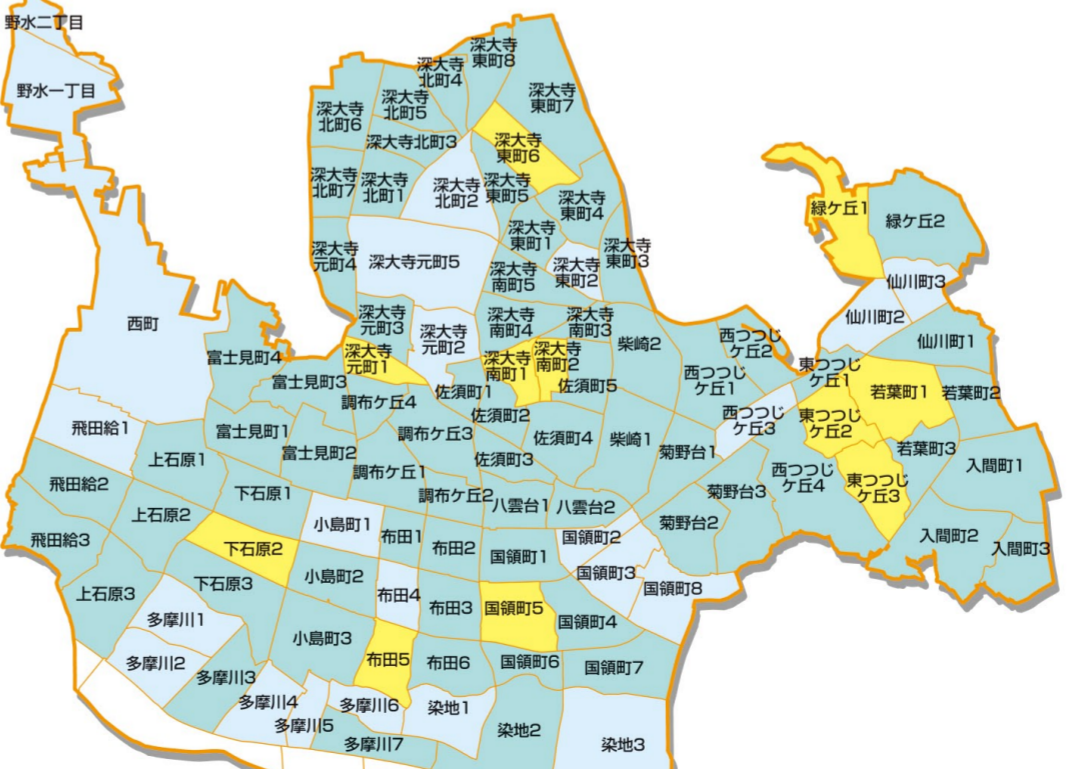 野水二丁目
野水一丁目
深大寺
東町8
深大寺
北町4
深大寺
東町7
深大寺
北町5
深大寺
北町6
深大寺北町3
深大寺
東町6
深大寺
北町7
深大寺
北町1
深大寺
北町2
深大寺
東町5
深大寺
東町4
緑ケ丘1
緑ケ丘2
深大寺
東町1
深大寺
東町3
深大寺
元町4
深大寺元町5
深大寺
南町5
深大寺
東町2
仙川町3
西町
深大寺
元町3
深大寺
元町2
深大寺
南町4
深大寺
南町3
柴崎2
西つつじ
ケ丘2
仙川町2
仙川町1
富士見町4
深大寺
元町1
深大寺
南町1
深大寺
南町2
東つつじ
ケ丘1
富士見町3
佐須町1
佐須町5
西つつじ
ケ丘1
若葉町1
若葉町2
調布ケ丘4
佐須町2
西つつじ
ケ丘3
東つつじ
ケ丘2
飛田給1
富士見町1
調布ケ丘3
佐須町4
柴崎1
若葉町3
富士見町2
佐須町3
菊野台1
上石原1
調布ケ丘1
西つつじ
ケ丘4
入間町1
飛田給2
下石原1
調布ケ丘2
八雲台1
八雲台2
菊野台3
東つつじ
ケ丘3
上石原2
小島町1
布田1
菊野台2
飛田給3
下石原2
布田2
国領町1
国領町2
入間町2
入間町3
上石原3
下石原3
小島町2
布田4
国領町3
国領町8
多摩川1
布田3
国領町5
国領町4
小島町3
多摩川2
布田5
布田6
国領町6
国領町7
多摩川3
多摩川4
多摩川5
多摩川6
染地1
多摩川7
染地2
染地3